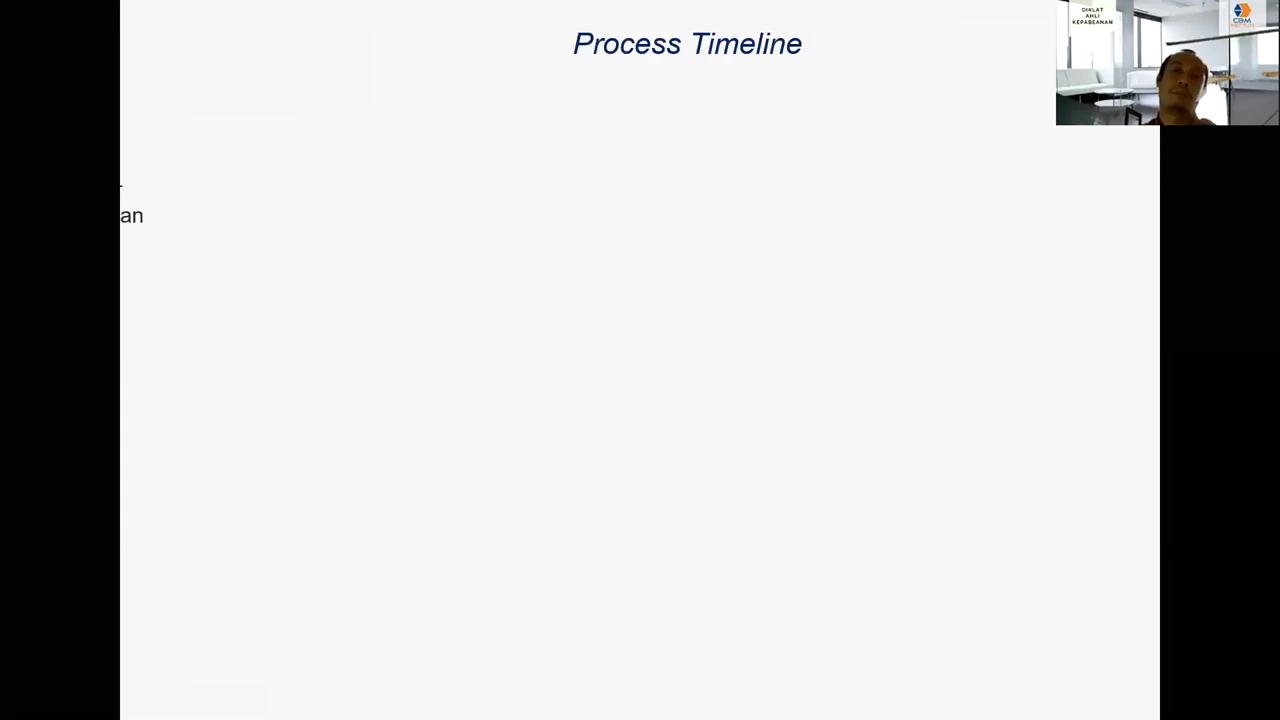 Process Timeline
DIKLAT
AHLI
KEPABEANAN
CBM
an